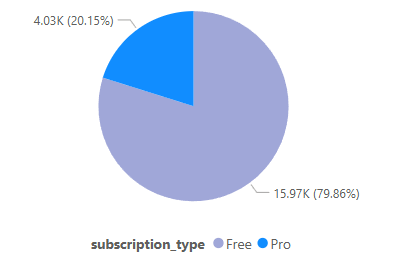 4.03K (20.15%)
15.97K (79.86%)
subscription_type Free Pro